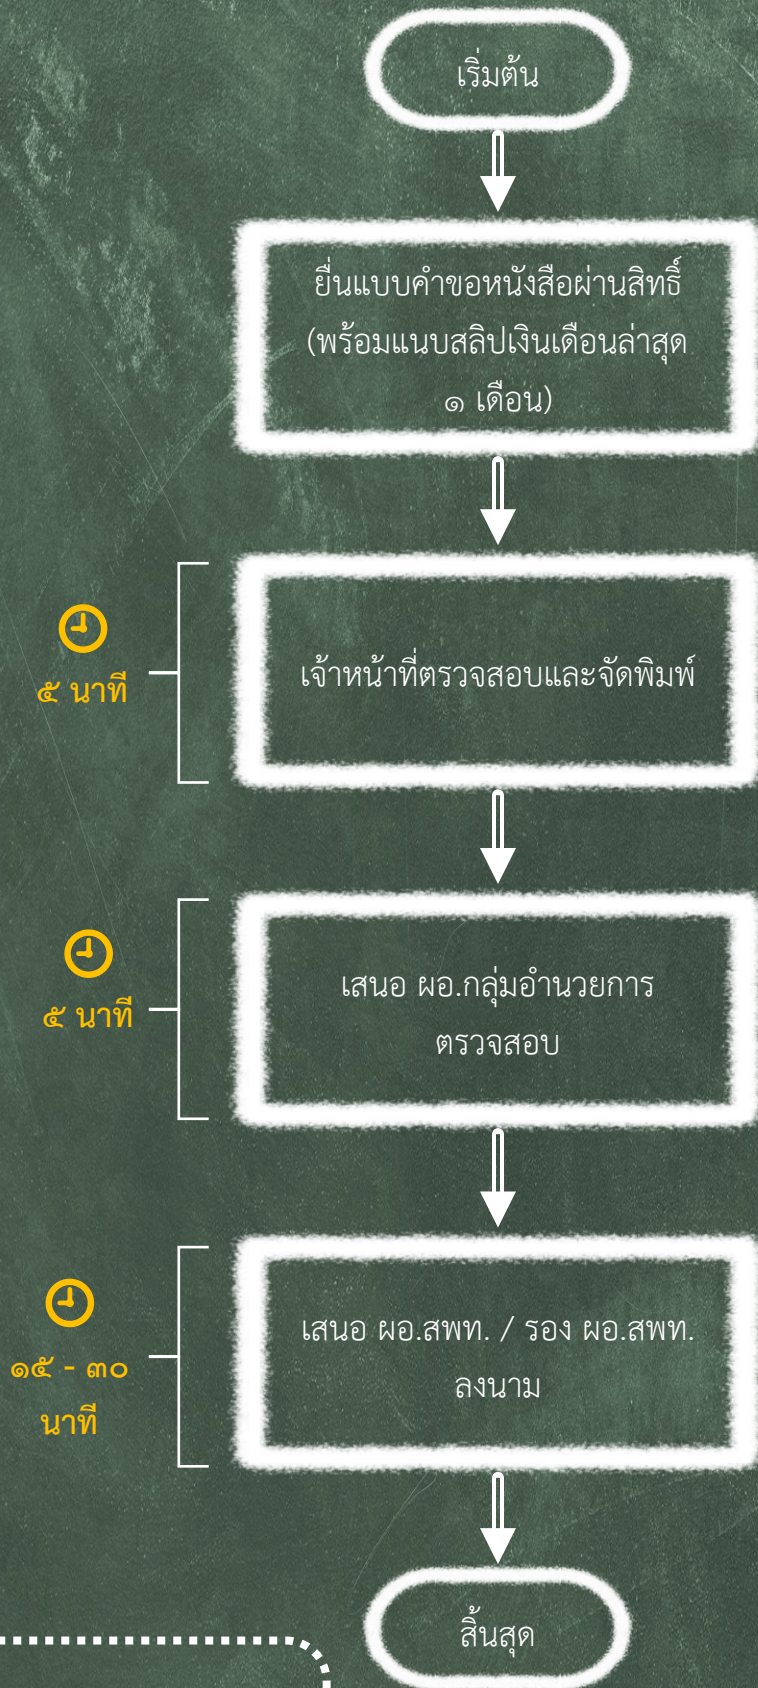 เริ่มต้น
ยื่นแบบคำขอหนังสือผ่านสิทธิ์
(พร้อมแนบสลิปเงินเดือนล่าสุด
๑ เดือน)
เจ้าหน้าที่ตรวจสอบและจัดพิมพ์
๕ นาที
เสนอ ผอ.กลุ่มอำนวยการ
ตรวจสอบ
๕ นาที
เสนอ ผอ.สพท. / รอง ผอ.สพท.
ลงนาม
๑๕ - ๓๐
นาที
สิ้นสุด